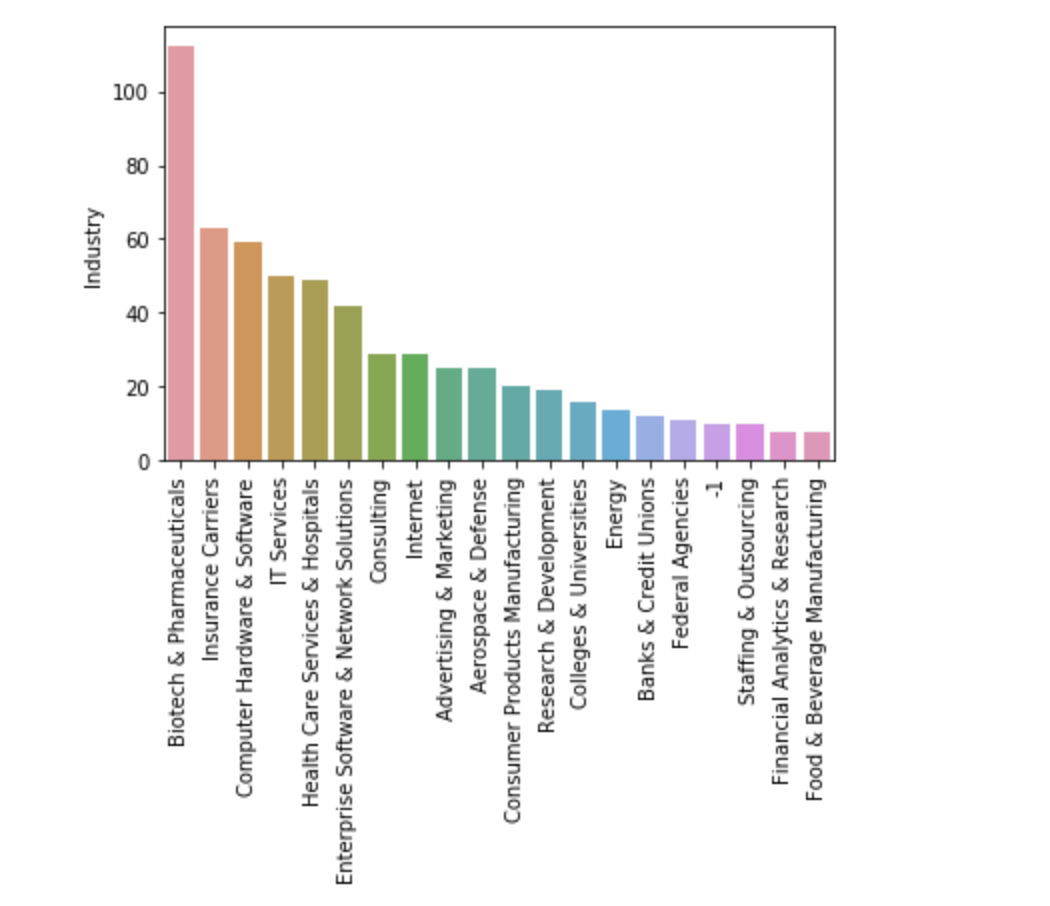 100
80
60
40
20
0
Industry
Biotech & Pharmaceuticals
Insurance Carriers
Computer Hardware & Software
IT Services
Health Care Services & Hospitals
Enterprise Software & Network Solutions
Consulting
Internet
Advertising & Marketing
Aerospace & Defense
Consumer Products Manufacturing
Research & Development
Colleges & Universities
Energy
Banks & Credit Unions
Federal Agencies
-1
Staffing & Outsourcing
Financial Analytics & Research
Food & Beverage Manufacturing